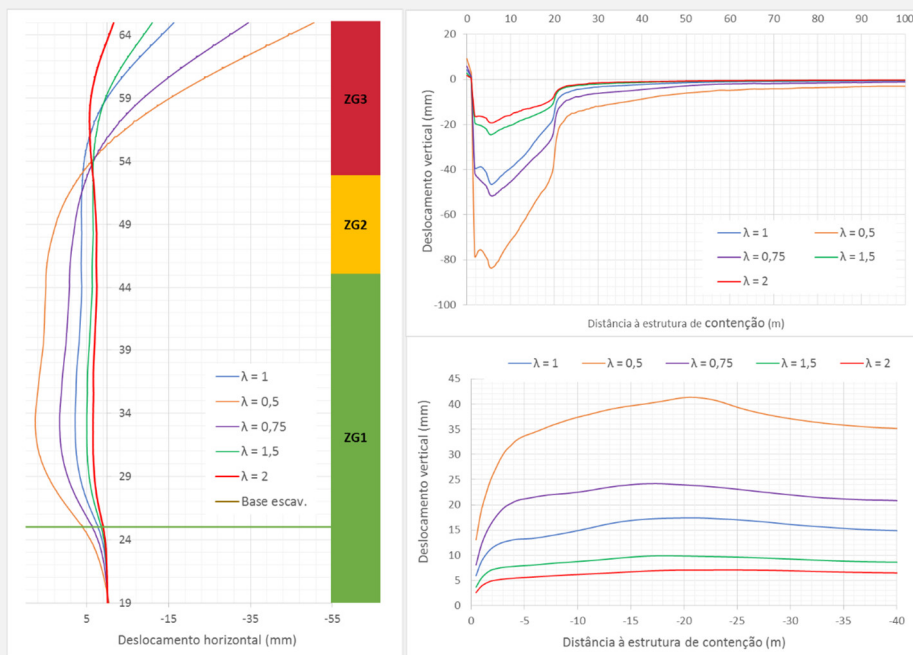 64
59
54
49
44
39
34
29
24
19
ZG3
ZG2
ZG1
λ = 1
λ = 0,5
λ = 0,75
λ = 1,5
λ = 2
Base escav.
5 -15 -35 -55
Deslocamento horizontal (mm)
0 10 20 30 40 50 60 70 80 90 100
20
0
-20
-40
-60
-80
-100
Deslocamento vertical (mm)
λ = 1 λ = 0,5
λ = 0,75 λ = 1,5
λ = 2
Distância à estrutura de contenção (m)
λ = 1 λ = 0,5 λ = 0,75 λ = 1,5 λ = 2
45
40
35
30
25
20
15
10
5
0
Deslocamento vertical (mm)
0 -5 -10 -15 -20 -25 -30 -35 -40
Distância à estrutura de contenção (m)